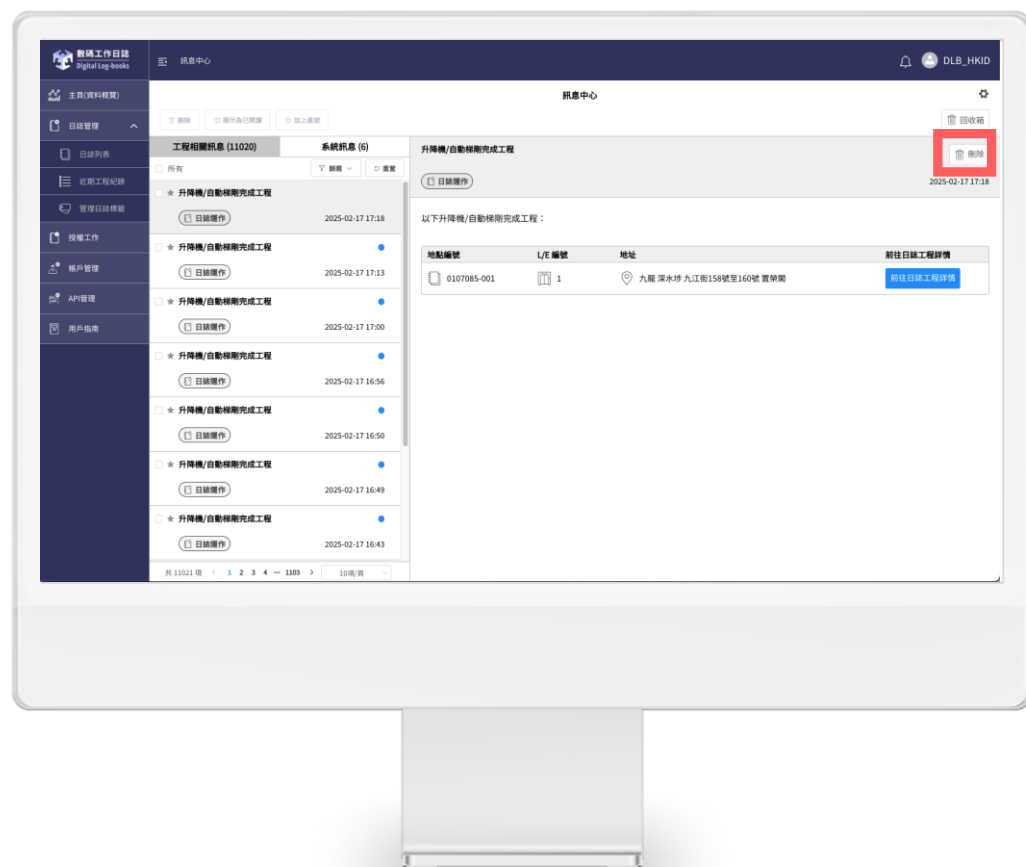 數碼工作日誌
Digital Log-books
訊息中心
DLB_HKID
主頁(資料概覽)
日誌管理
日誌列表
近期工程紀錄
管理日誌標籤
授權工作
帳戶管理
API管理
用戶指南
訊息中心
刪除
標示為已閱讀
加上星號
回收箱
工程相關訊息 (11020)
系統訊息 (6)
所有
篩選
重置
升降機/自動梯剛完成工程
日誌運作
2025-02-17 17:18
升降機/自動梯剛完成工程
日誌運作
2025-02-17 17:13
升降機/自動梯剛完成工程
日誌運作
2025-02-17 17:00
升降機/自動梯剛完成工程
日誌運作
2025-02-17 16:56
升降機/自動梯剛完成工程
日誌運作
2025-02-17 16:50
升降機/自動梯剛完成工程
日誌運作
2025-02-17 16:49
升降機/自動梯剛完成工程
日誌運作
2025-02-17 16:43
共 11021 項 1 2 3 4 ... 1103 10項/頁
升降機/自動梯剛完成工程
刪除
日誌運作
2025-02-17 17:18
以下升降機/自動梯剛完成工程：
地點編號 L/E 編號 地址 前往日誌工程詳情
0107085-001 1 九龍 深水埗 九江街158號至160號 置榮閣 前往日誌工程詳情